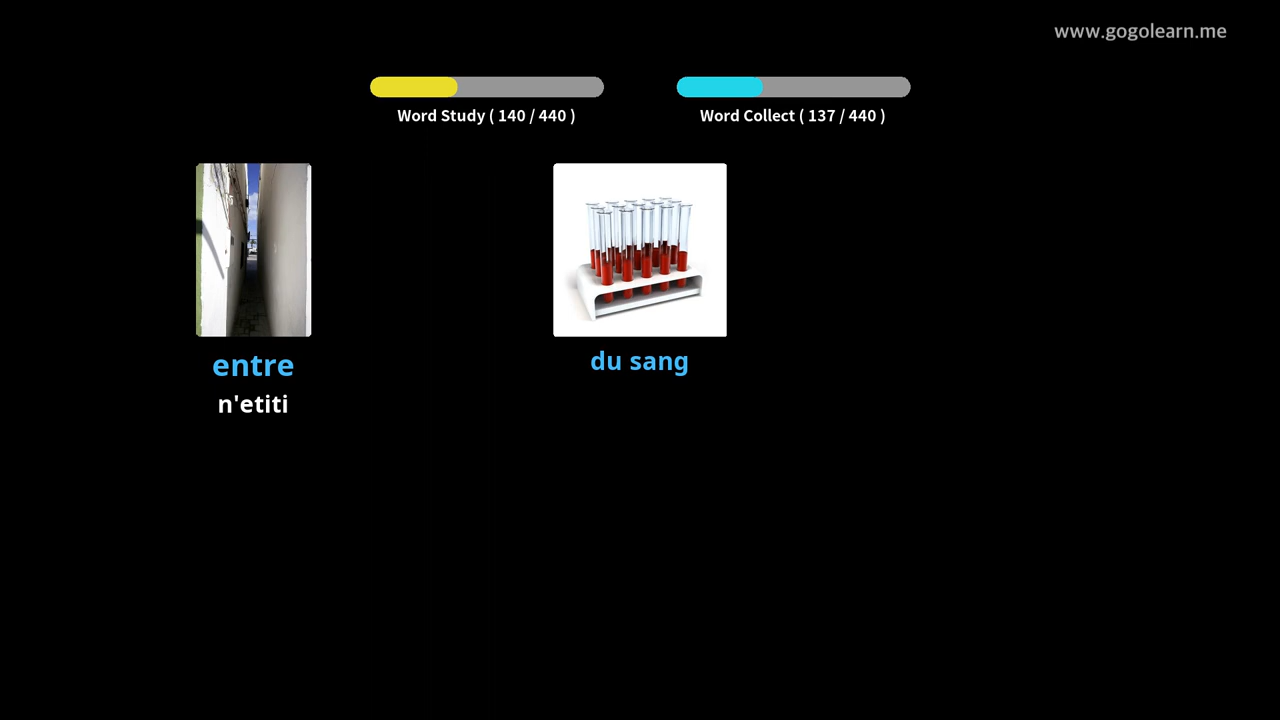 www.gogolearn.me
Word Study ( 140 / 440 )
Word Collect ( 137 / 440 )
entre
n'etiti
du sang